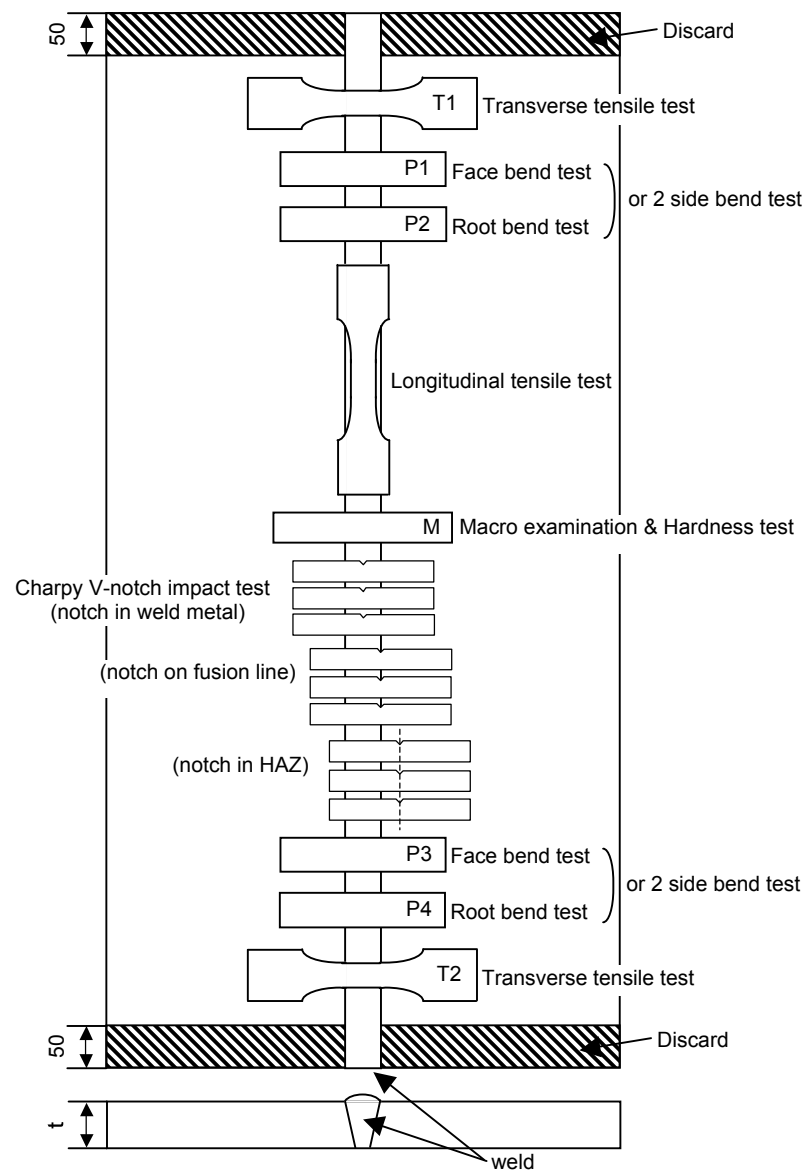 50
Discard
T1 Transverse tensile test
P1 Face bend test
or 2 side bend test
P2 Root bend test
Longitudinal tensile test
M Macro examination & Hardness test
Charpy V-notch impact test
(notch in weld metal)
(notch on fusion line)
(notch in HAZ)
P3 Face bend test
or 2 side bend test
P4 Root bend test
T2 Transverse tensile test
50
Discard
t
weld